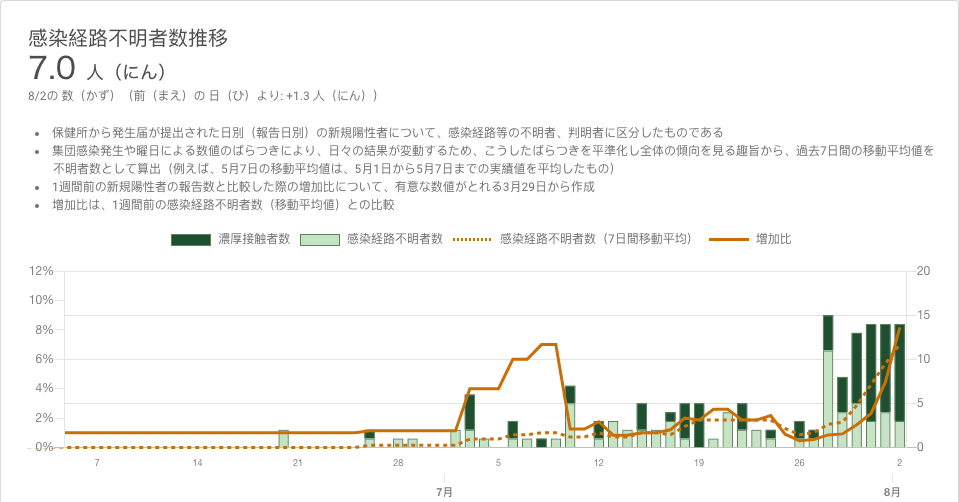 感染経路不明者数推移
7.0 人（にん）
8/2の 数（かず）（前（まえ）の 日（ひ）より: +1.3 人（にん））
• 保健所から発生届が提出された日別（報告日別）の新規陽性者について、感染経路等の不明者、判明者に区分したものである
• 集団感染発生や曜日による数値のばらつきにより、日々の結果が変動するため、こうしたばらつきを平準化し全体の傾向を見る趣旨から、過去7日間の移動平均値を
不明者数として算出（例えば、5月7日の移動平均値は、5月1日から5月7日までの実績値を平均したもの）
• 1週間前の新規陽性者の報告数と比較した際の増加比について、有意な数値がとれる3月29日から作成
• 増加比は、1週間前の感染経路不明者数（移動平均値）との比較
濃厚接触者数 感染経路不明者数 感染経路不明者数（7日間移動平均） 増加比
12% 20
10%
8% 15
6% 10
4%
2% 5
0% 0
7 14 21 28 5 12 19 26 2
7月 8月